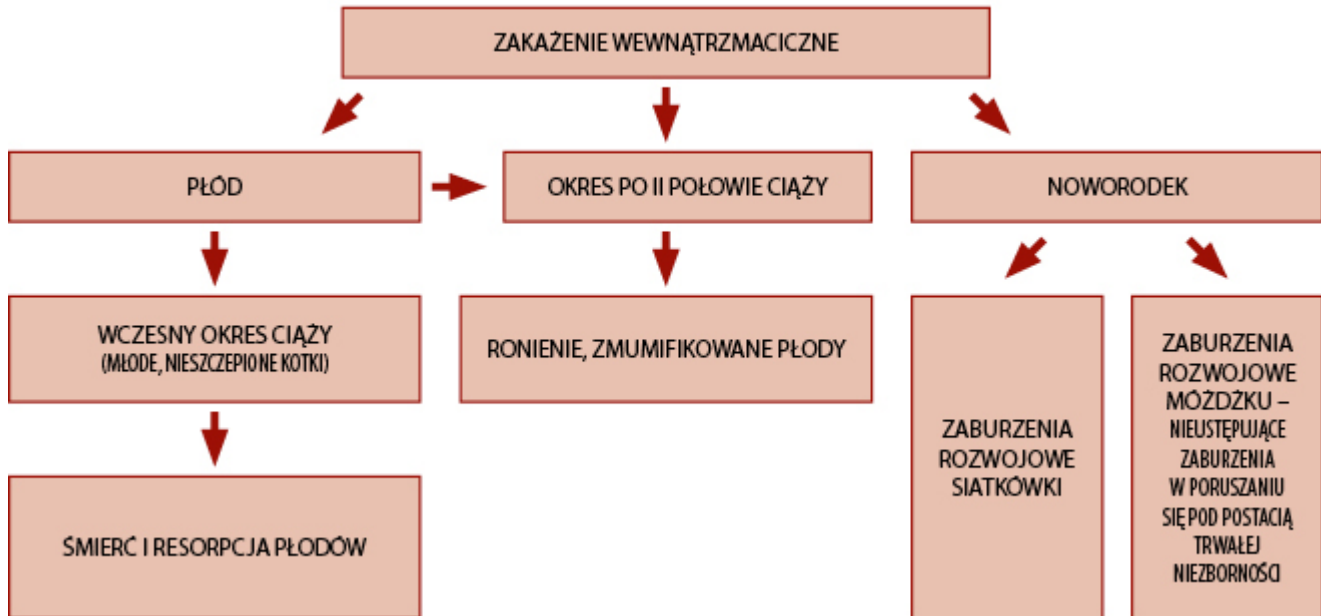 ZAKAŻENIE WEWNĄTRZMACICZNE
PŁÓD
OKRES PO II POŁOWIE CIĄŻY
NOWORODEK
WCZESNY OKRES CIĄŻY
(MŁODE, NIESZCZEPIONE KOTKI)
RONIENIE, ZMUMIFIKOWANE PŁODY
ZABURZENIA
ROZWOJOWE
SIATKÓWKI
ZABURZENIA
ROZWOJOWE
MÓŻDŻKU –
NIEUSTĘPUJĄCE
ZABURZENIA
W PORUSZANIU
SIĘ POD POSTACIĄ
TRWAŁEJ
NIEZBORNOŚCI
ŚMIERĆ I RESORPCJA PŁODÓW